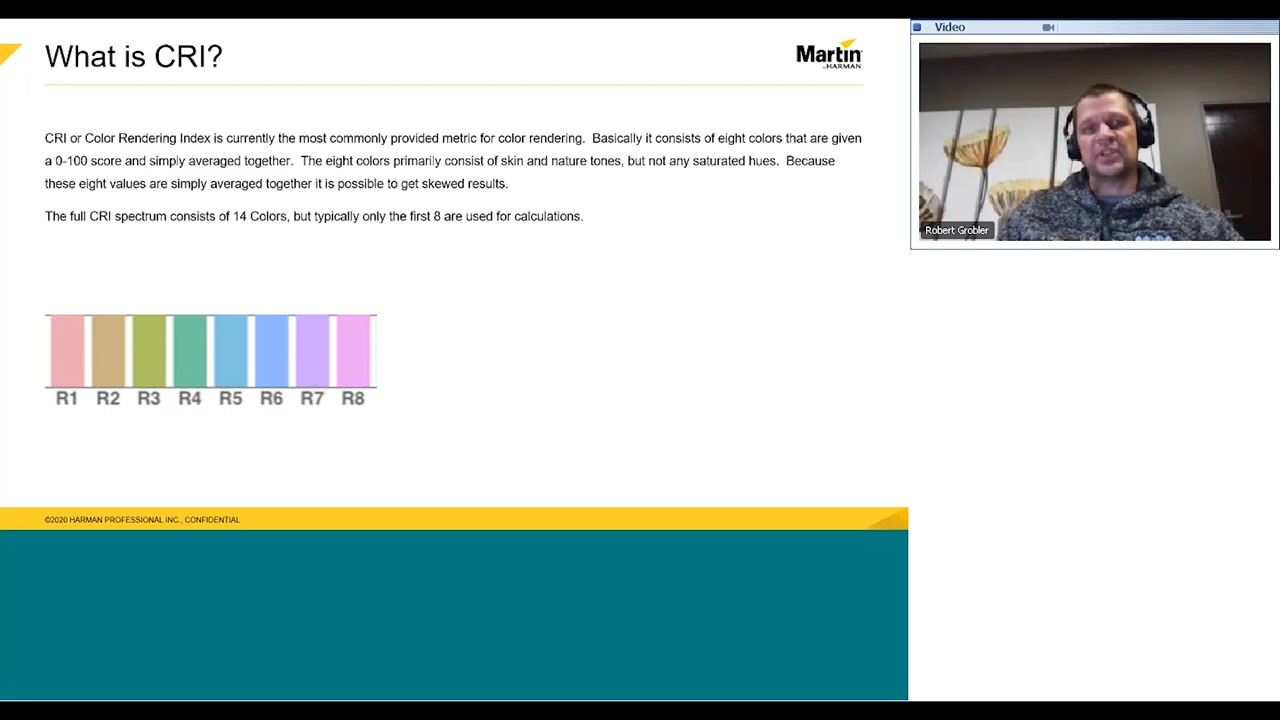 What is CRI?
Martin
by HARMAN
CRI or Color Rendering Index is currently the most commonly provided metric for color rendering. Basically it consists of eight colors that are given
a 0-100 score and simply averaged together. The eight colors primarily consist of skin and nature tones, but not any saturated hues. Because
these eight values are simply averaged together it is possible to get skewed results.
The full CRI spectrum consists of 14 Colors, but typically only the first 8 are used for calculations.
R1 R2 R3 R4 R5 R6 R7 R8
©2020 HARMAN PROFESSIONAL INC., CONFIDENTIAL
Video
Robert Grobler